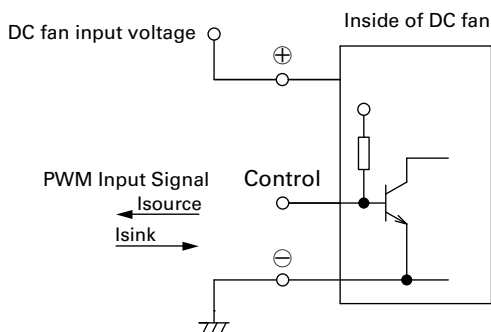 Inside of DC fan
DC fan input voltage
+
PWM Input Signal
Control
Isource
Isink
−